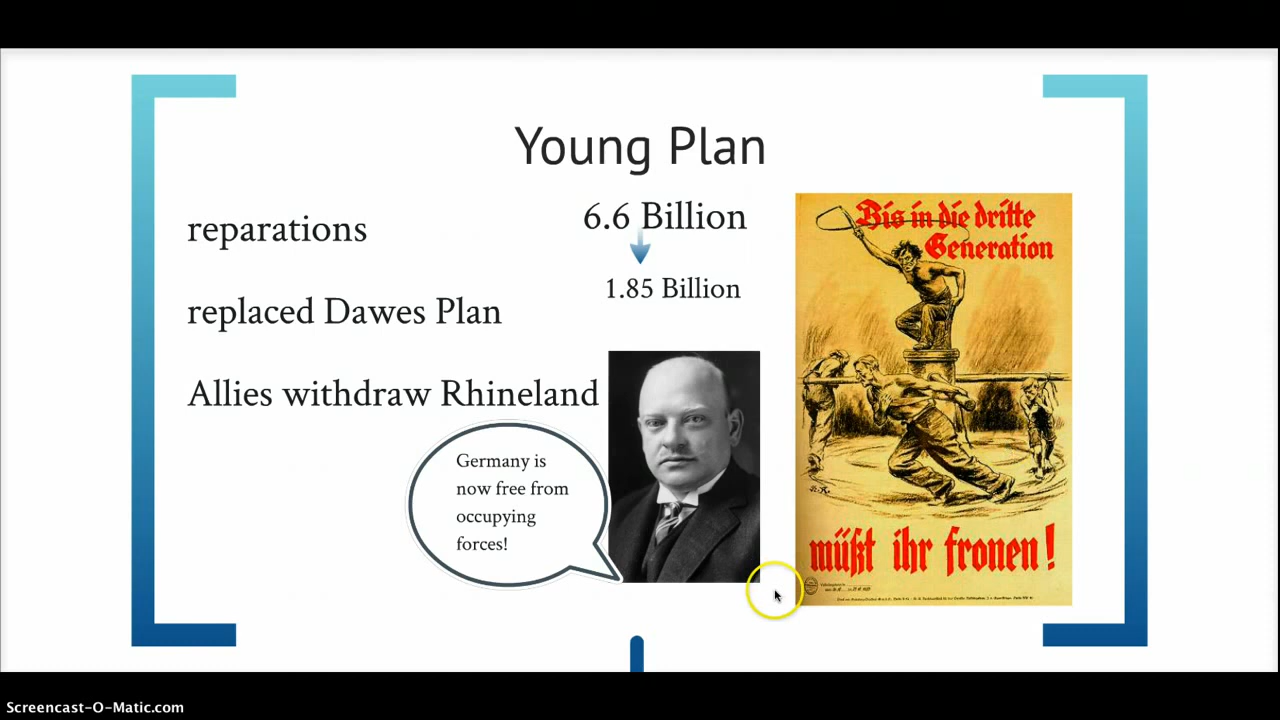 Young Plan
reparations
6.6 Billion
1.85 Billion
replaced Dawes Plan
Allies withdraw Rhineland
Germany is
now free from
occupying
forces!
Bis in die dritte
Generation
müßt ihr fronen!
Screencast-O-Matic.com